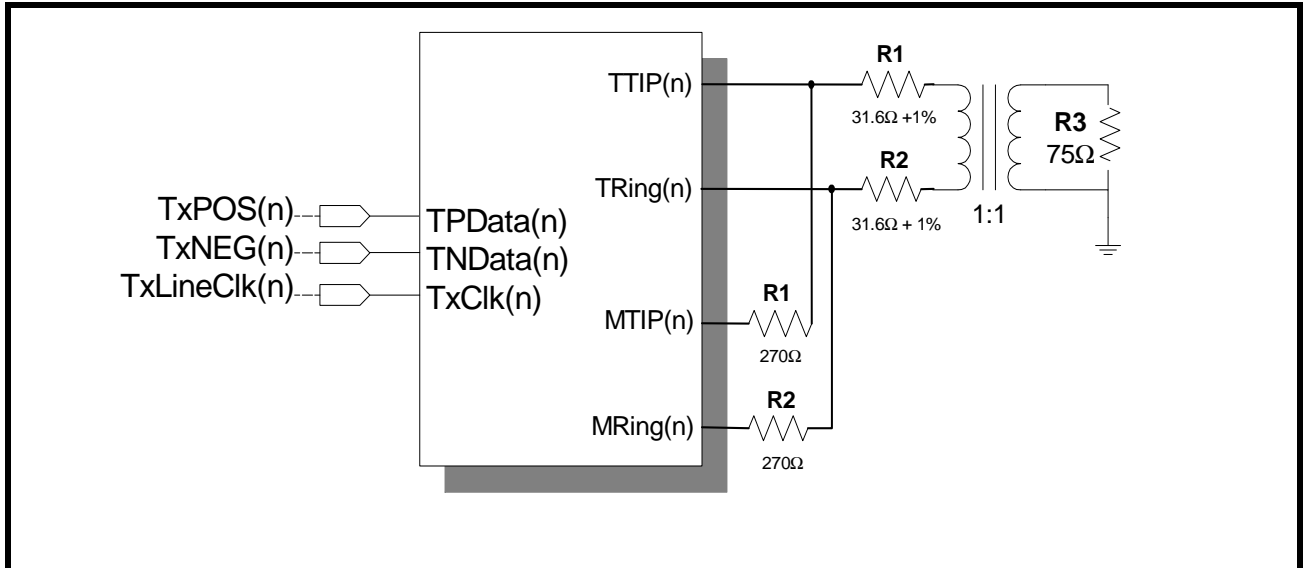 TxPOS(n)
TxNEG(n)
TxLineClk(n)
TPData(n)
TNData(n)
TxClk(n)
TTIP(n)
TRing(n)
MTIP(n)
MRing(n)
R1
31.6Ω +1%
R2
31.6Ω + 1%
R1
270Ω
R2
270Ω
1:1
R3
75Ω